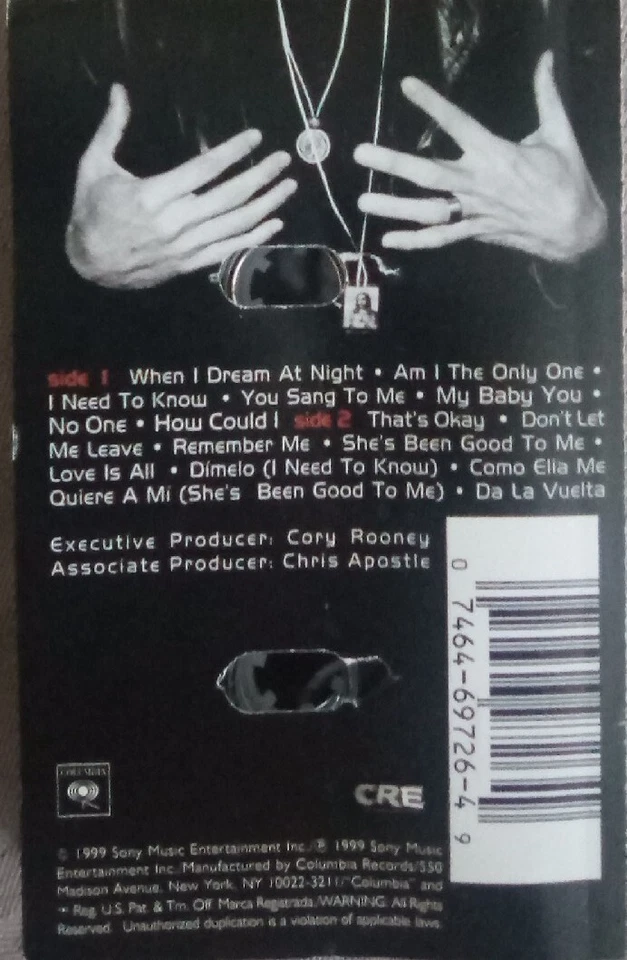 side 1 When I Dream At Night • Am I The Only One •
I Need To Know • You Sang To Me • My Baby You •
No One • How Could I side 2 That's Okay • Don't Let
Me Leave • Remember Me • She's Been Good To Me •
Love Is All • Dímelo (I Need To Know) • Como Ella Me
Quiere A Mí (She's Been Good To Me) • Da La Vuelta
Executive Producer: Cory Rooney
Associate Producer: Chris Apostle
0 7464-69726-4 9
COLUMBIA
CRE
© 1999 Sony Music Entertainment Inc./℗ 1999 Sony Music
Entertainment Inc./Manufactured by Columbia Records/550
Madison Avenue, New York, NY 10022-3211/"Columbia" and
Reg. U.S. Pat. & Tm. Off. Marca Registrada./WARNING: All Rights
Reserved. Unauthorized duplication is a violation of applicable laws.